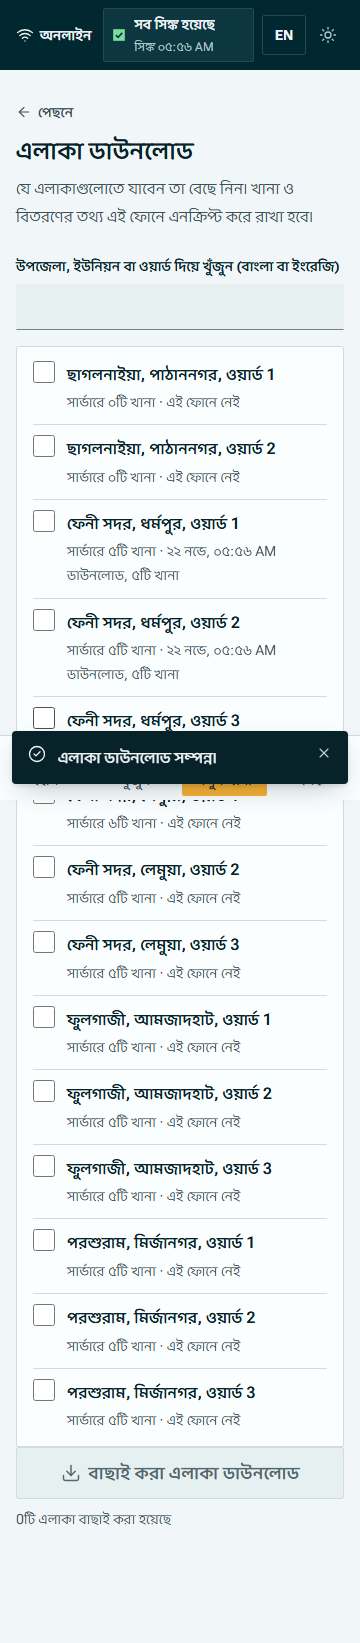 অনলাইন
সব সিঙ্ক হয়েছে
সিঙ্ক ০৫:৫৬ AM
EN
পেছনে
এলাকা ডাউনলোড
যে এলাকাগুলোতে যাবেন তা বেছে নিন। খানা ও
বিতরণের তথ্য এই ফোনে এনক্রিপ্ট করে রাখা হবে।
উপজেলা, ইউনিয়ন বা ওয়ার্ড দিয়ে খুঁজুন (বাংলা বা ইংরেজি)
ছাগলনাইয়া, পাঠাননগর, ওয়ার্ড 1
সার্ভারে ০টি খানা · এই ফোনে নেই
ছাগলনাইয়া, পাঠাননগর, ওয়ার্ড 2
সার্ভারে ০টি খানা · এই ফোনে নেই
ফেনী সদর, ধর্মপুর, ওয়ার্ড 1
সার্ভারে ৫টি খানা · ২২ নভে, ০৫:৫৬ AM
ডাউনলোড, ৫টি খানা
ফেনী সদর, ধর্মপুর, ওয়ার্ড 2
সার্ভারে ৫টি খানা · ২২ নভে, ০৫:৫৬ AM
ডাউনলোড, ৫টি খানা
ফেনী সদর, ধর্মপুর, ওয়ার্ড 3
এলাকা ডাউনলোড সম্পন্ন।
সার্ভারে ৬টি খানা · এই ফোনে নেই
ফেনী সদর, লেমুয়া, ওয়ার্ড 2
সার্ভারে ৫টি খানা · এই ফোনে নেই
ফেনী সদর, লেমুয়া, ওয়ার্ড 3
সার্ভারে ৫টি খানা · এই ফোনে নেই
ফুলগাজী, আমজাদহাট, ওয়ার্ড 1
সার্ভারে ৫টি খানা · এই ফোনে নেই
ফুলগাজী, আমজাদহাট, ওয়ার্ড 2
সার্ভারে ৫টি খানা · এই ফোনে নেই
ফুলগাজী, আমজাদহাট, ওয়ার্ড 3
সার্ভারে ৫টি খানা · এই ফোনে নেই
পরশুরাম, মির্জানগর, ওয়ার্ড 1
সার্ভারে ৫টি খানা · এই ফোনে নেই
পরশুরাম, মির্জানগর, ওয়ার্ড 2
সার্ভারে ৫টি খানা · এই ফোনে নেই
পরশুরাম, মির্জানগর, ওয়ার্ড 3
সার্ভারে ৫টি খানা · এই ফোনে নেই
বাছাই করা এলাকা ডাউনলোড
0টি এলাকা বাছাই করা হয়েছে